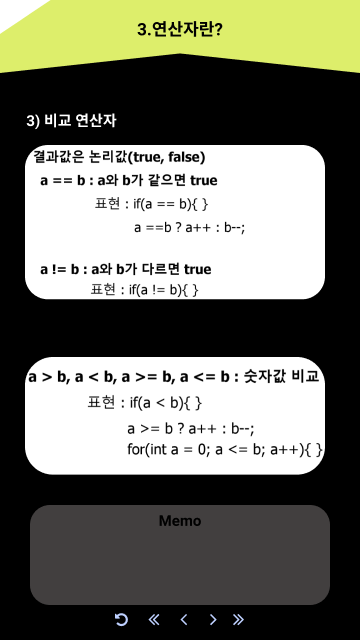 3.연산자란?
3) 비교 연산자
결과값은 논리값(true, false)
a == b : a와 b가 같으면 true
표현 : if(a == b){ }
a ==b ? a++ : b--;
a != b : a와 b가 다르면 true
표현 : if(a != b){ }
a > b, a < b, a >= b, a <= b : 숫자값 비교
표현 : if(a < b){ }
a >= b ? a++ : b--;
for(int a = 0; a <= b; a++){ }
Memo